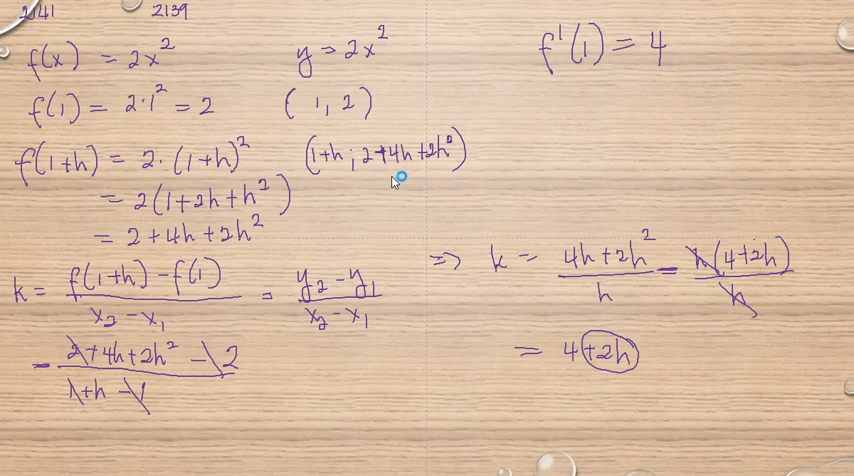 2141 2139
f(x) = 2x²
f(1) = 2·1² = 2
f(1+h) = 2·(1+h)²
= 2(1+2h+h²)
= 2+4h+2h²
k = (f(1+h) - f(1))/(x₂ - x₁) = (y₂ - y₁)/(x₂ - x₁)
= (2+4h+2h² - 2)/(1+h - 1)
y = 2x²
(1, 2)
(1+h ; 2+4h+2h²)
f'(1) = 4
⇒ k = (4h+2h²)/h = h(4+2h)/h
= 4+2h